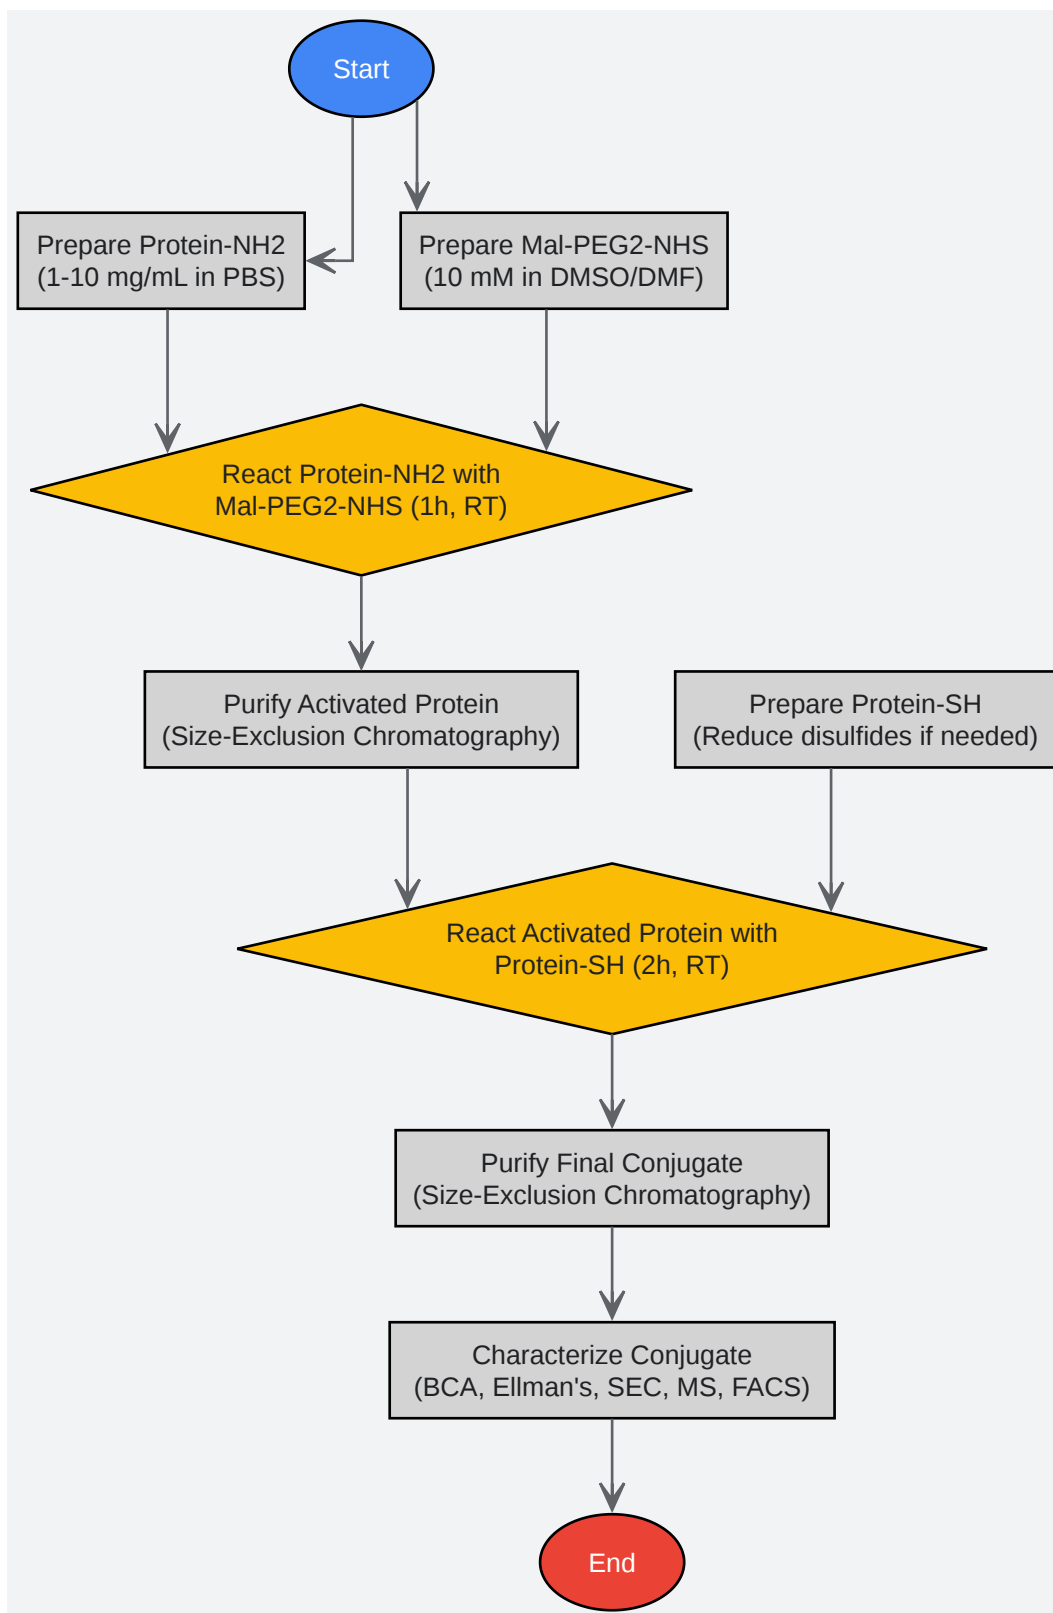 Start
Prepare Protein-NH2
(1-10 mg/mL in PBS)
Prepare Mal-PEG2-NHS
(10 mM in DMSO/DMF)
React Protein-NH2 with
Mal-PEG2-NHS (1h, RT)
Purify Activated Protein
(Size-Exclusion Chromatography)
Prepare Protein-SH
(Reduce disulfides if needed)
React Activated Protein with
Protein-SH (2h, RT)
Purify Final Conjugate
(Size-Exclusion Chromatography)
Characterize Conjugate
(BCA, Ellman's, SEC, MS, FACS)
End